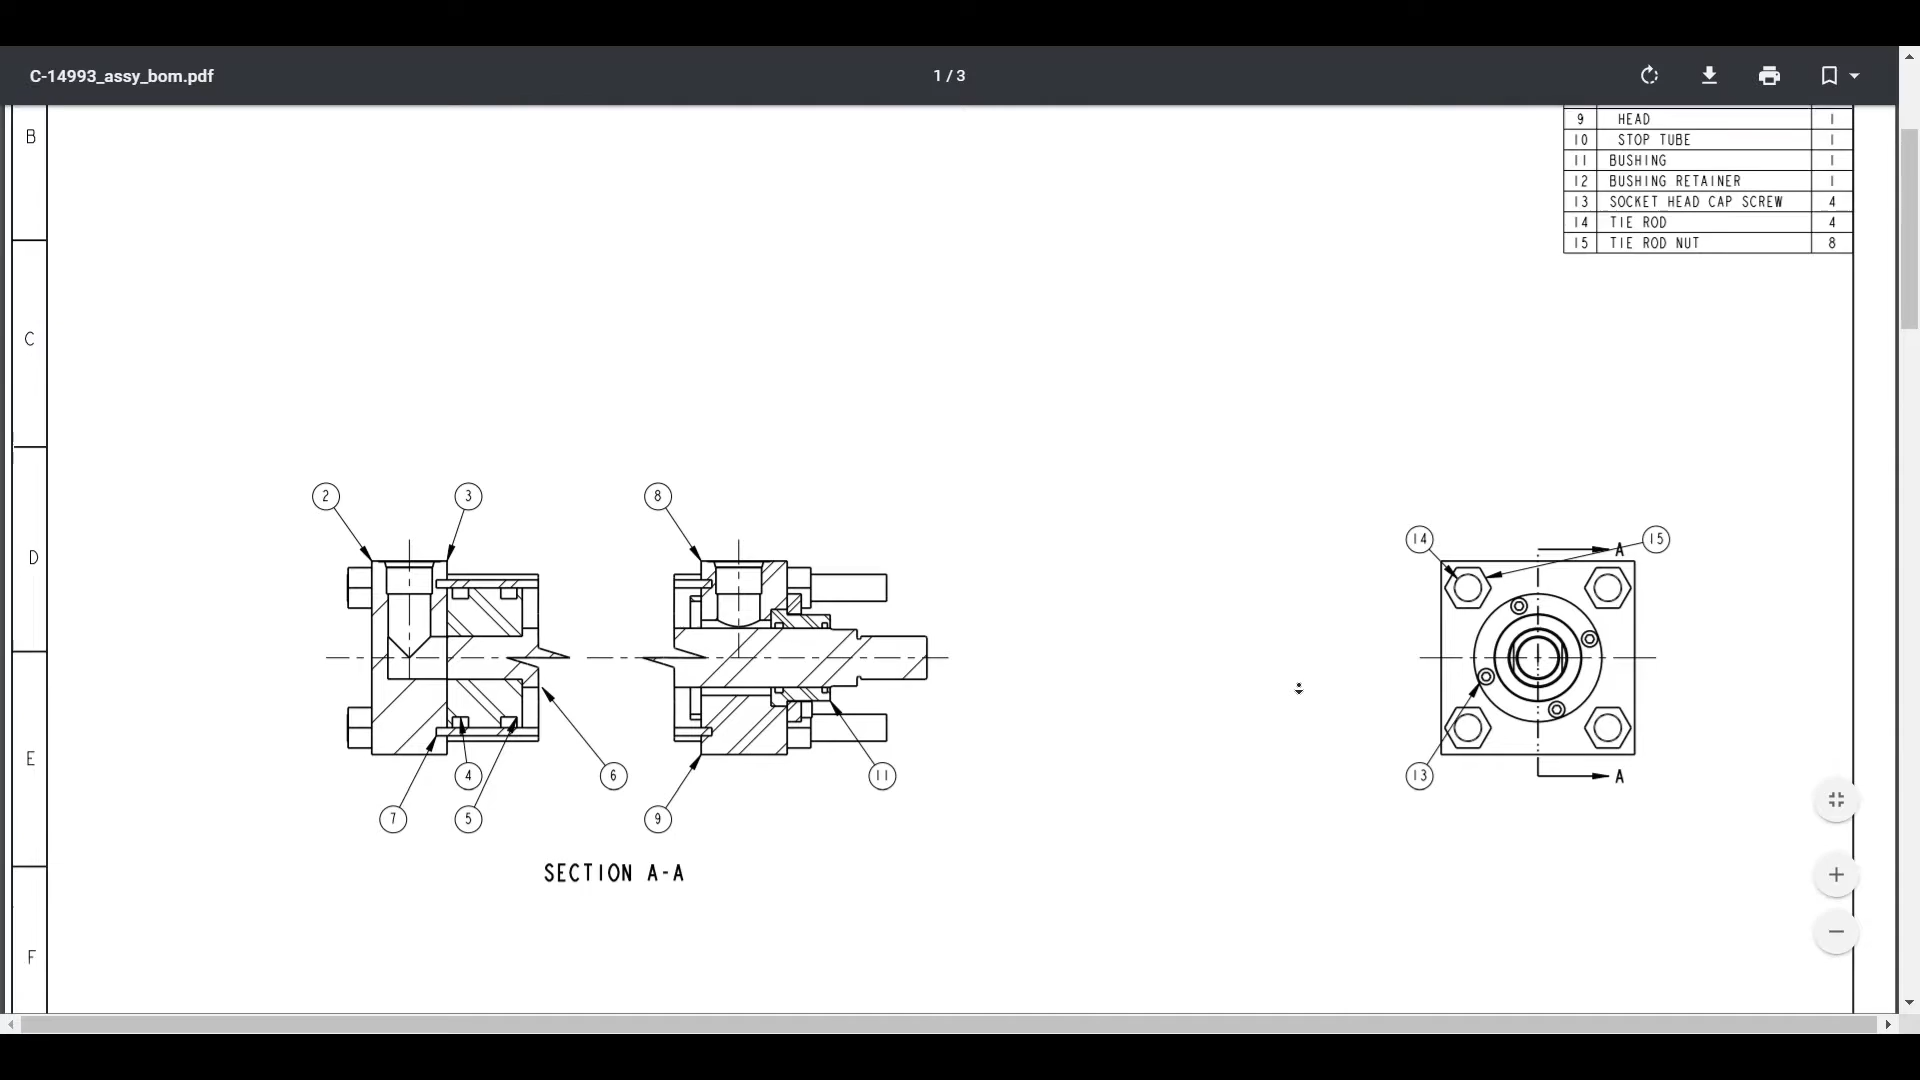 C-14993_assy_bom.pdf
1 / 3
B
9 HEAD 1
10 STOP TUBE 1
11 BUSHING 1
12 BUSHING RETAINER 1
13 SOCKET HEAD CAP SCREW 4
14 TIE ROD 4
15 TIE ROD NUT 8
C
2 3 8
14 A 15
D
E
7 4 5 6 9 11
13 A
SECTION A-A
F